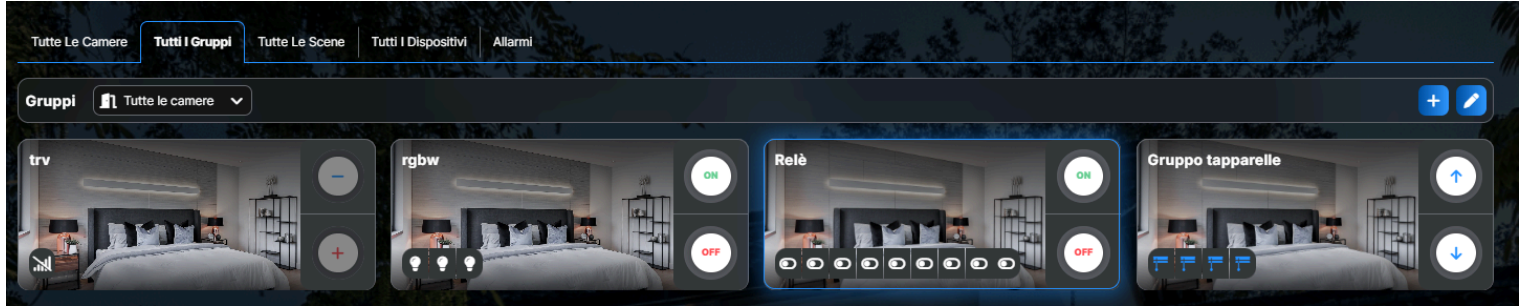 Tutte Le Camere Tutti I Gruppi Tutte Le Scene Tutti I Dispositivi Allarmi
Gruppi Tutte le camere
trv
rgbw
ON
OFF
Relè
ON
OFF
Gruppo tapparelle